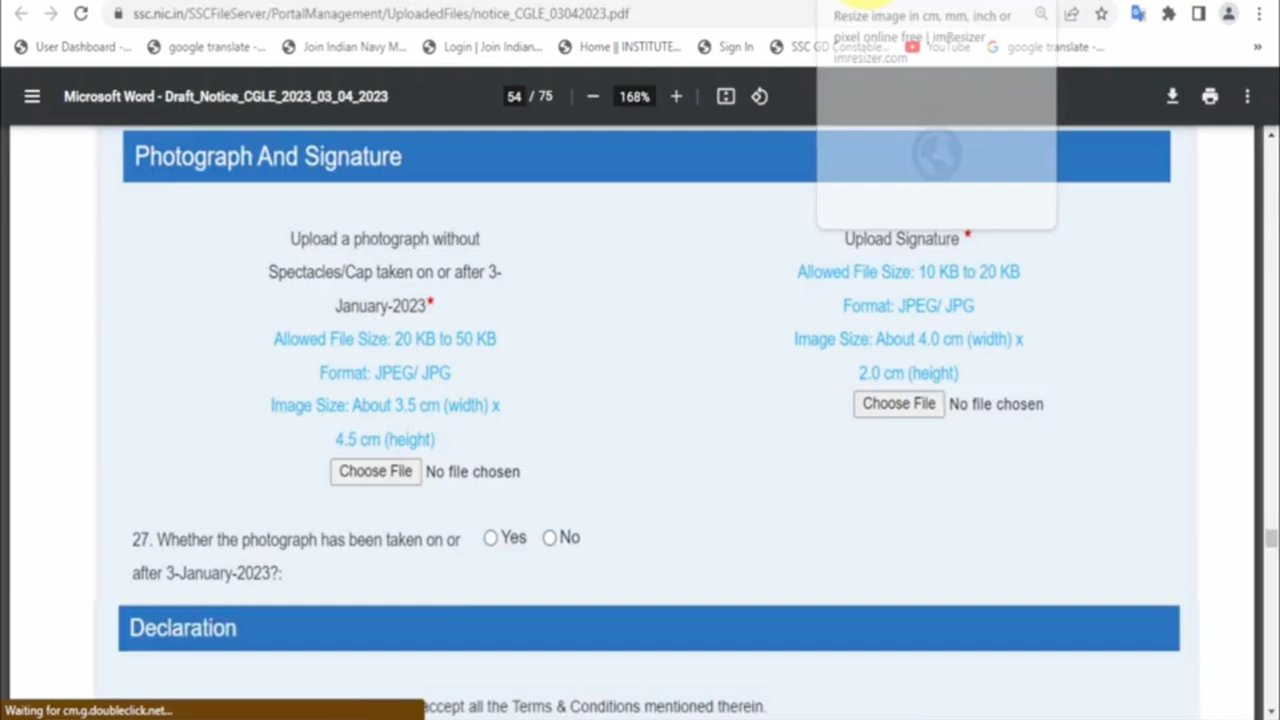 ssc.nic.in/SSCFileServer/PortalManagement/UploadedFiles/notice_CGLE_03042023.pdf
Resize image in cm, mm, inch or
pixel online free | imResizer
imresizer.com
User Dashboard -... google translate -... Join Indian Navy M... Login | Join Indian... Home || INSTITUTE... Sign In SSC GD Constable... YouTube google translate -... »
Microsoft Word - Draft_Notice_CGLE_2023_03_04_2023 54 / 75 − 168% +
Photograph And Signature
Upload a photograph without
Spectacles/Cap taken on or after 3-
January-2023*
Allowed File Size: 20 KB to 50 KB
Format: JPEG/ JPG
Image Size: About 3.5 cm (width) x
4.5 cm (height)
Choose File No file chosen
Upload Signature *
Allowed File Size: 10 KB to 20 KB
Format: JPEG/ JPG
Image Size: About 4.0 cm (width) x
2.0 cm (height)
Choose File No file chosen
27. Whether the photograph has been taken on or Yes No
after 3-January-2023?:
Declaration
accept all the Terms & Conditions mentioned therein.
Waiting for cm.g.doubleclick.net...